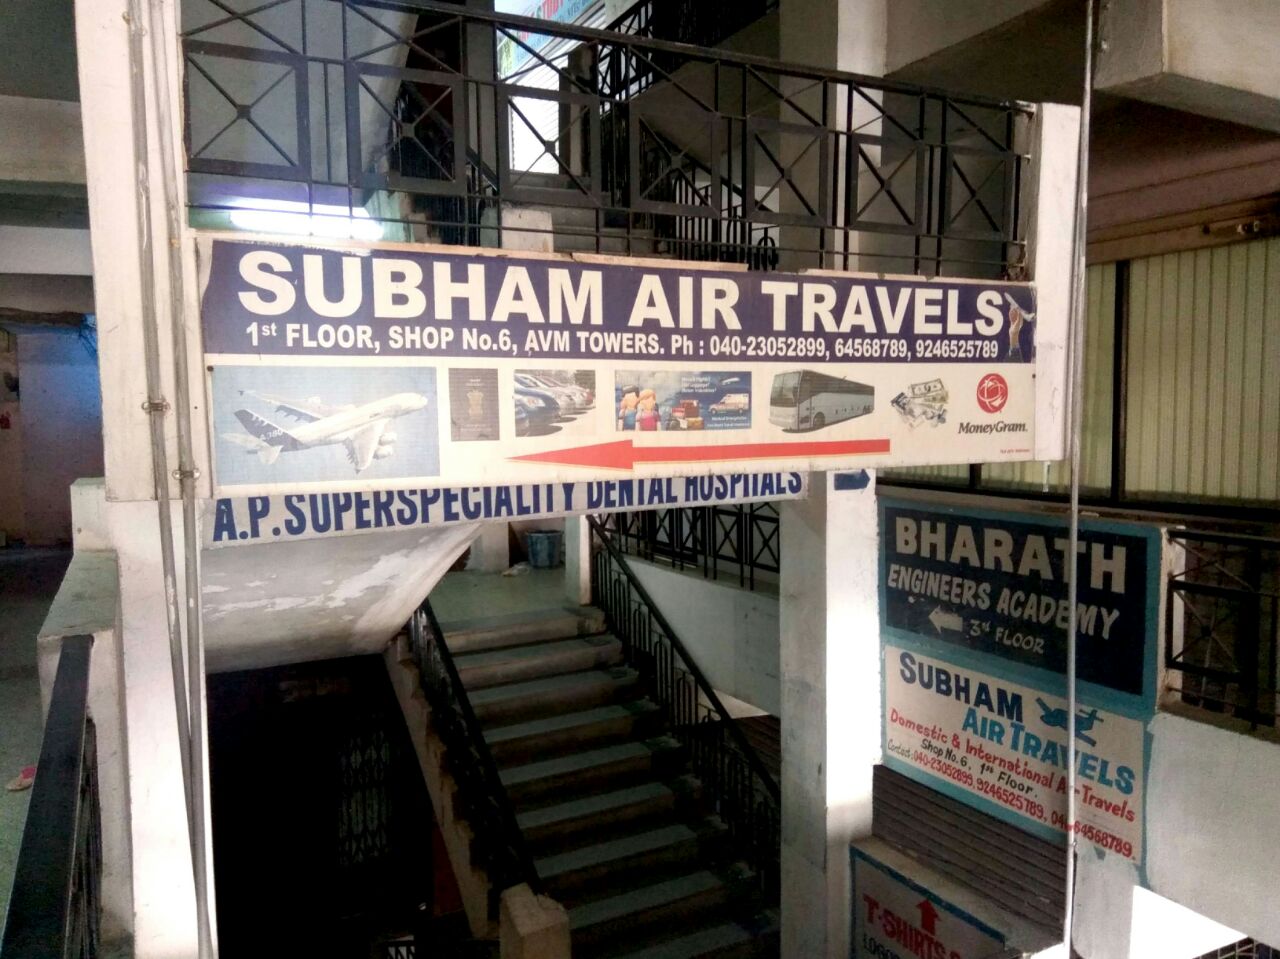 SUBHAM AIR TRAVELS
1st FLOOR, SHOP No.6, AVM TOWERS. Ph : 040-23052899, 64568789, 9246525789
A380
MoneyGram.
A.P.SUPERSPECIALITY DENTAL HOSPITALS
BHARATH
ENGINEERS ACADEMY
3rd FLOOR
SUBHAM
AIR TRAVELS
Domestic & International Air Travels
Shop No.6, 1st Floor.
Contact:040-23052899, 9246525789, 040-64568789.
T-SHIRTS